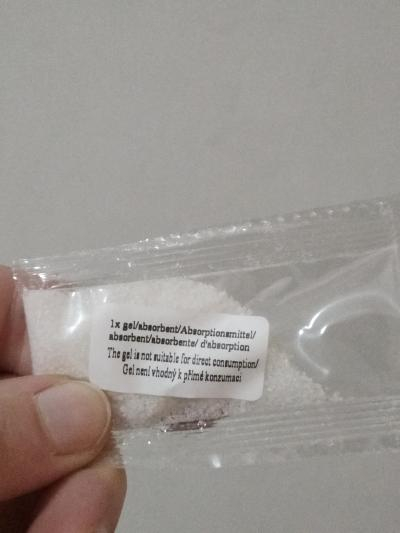 1x gel/absorbent/Absorptionsmittel/
absorbent/absorbente/ d'absorption
The gel is not suitable for direct consumption/
Gel není vhodný k přímé konzumaci